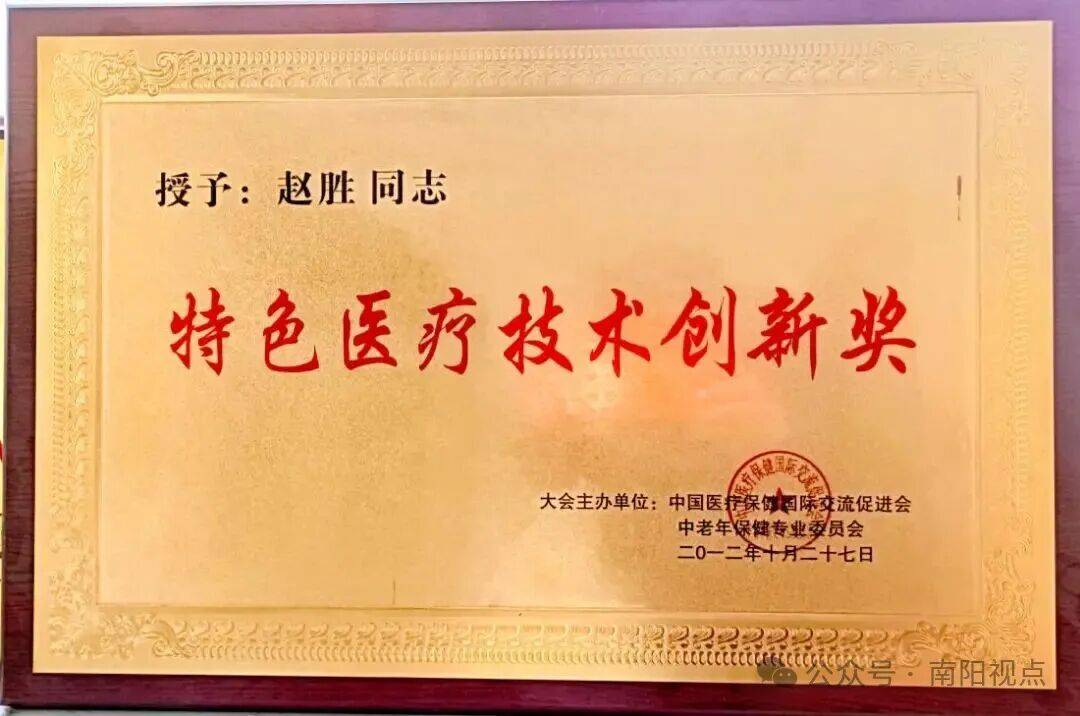 授予：赵胜 同志
特色医疗技术创新奖
大会主办单位：中国医疗保健国际交流促进会
中老年保健专业委员会
二〇一二年十月二十七日
公众号·南阳视点